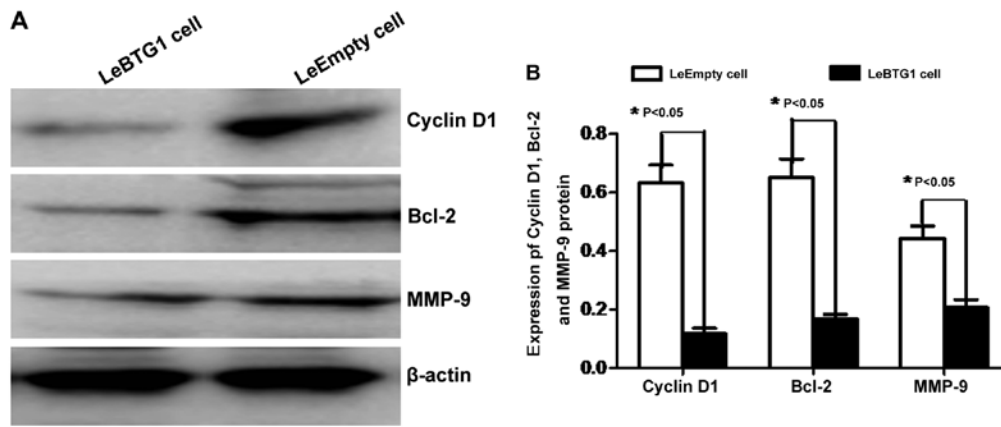 A
LeBTG1 cell
LeEmpty cell
Cyclin D1
Bcl-2
MMP-9
β-actin
B
LeEmpty cell
LeBTG1 cell
Expression pf Cyclin D1, Bcl-2
and MMP-9 protein
0.8
0.6
0.4
0.2
0.0
* P<0.05
* P<0.05
* P<0.05
Cyclin D1
Bcl-2
MMP-9